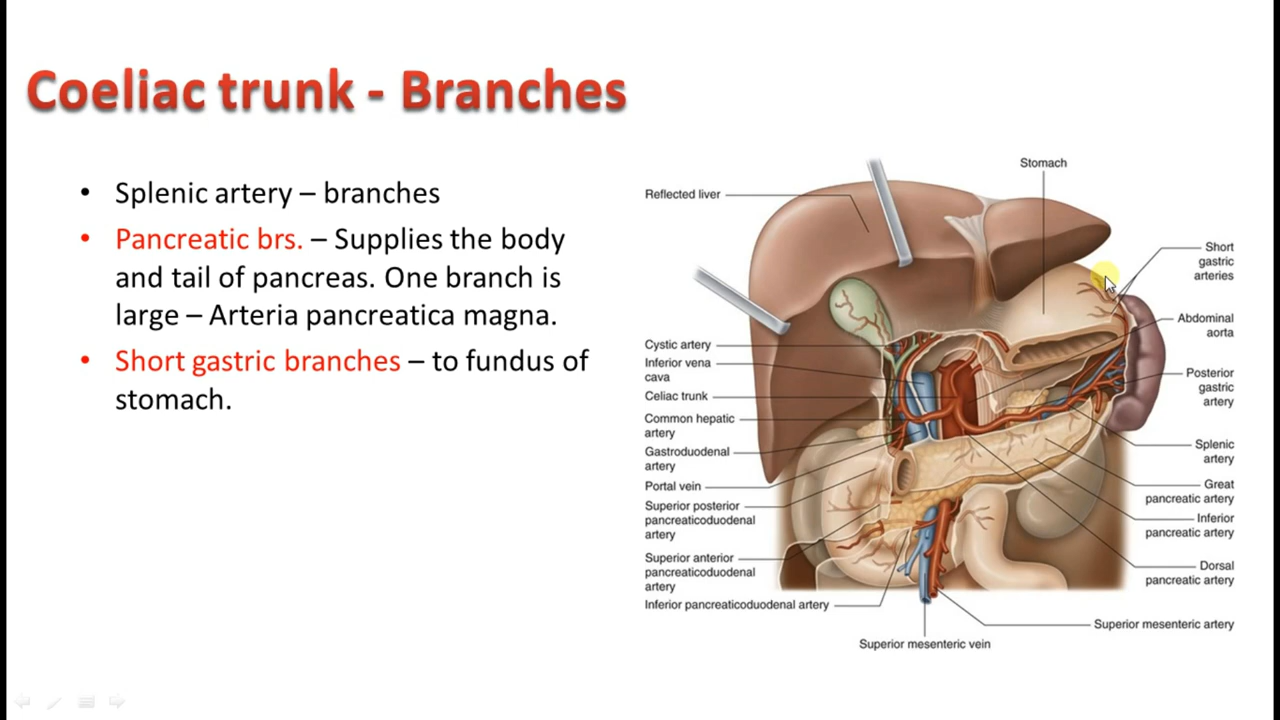 Coeliac trunk - Branches
• Splenic artery – branches
• Pancreatic brs. – Supplies the body
and tail of pancreas. One branch is
large – Arteria pancreatica magna.
• Short gastric branches – to fundus of
stomach.
Stomach
Reflected liver
Cystic artery
Inferior vena
cava
Celiac trunk
Common hepatic
artery
Gastroduodenal
artery
Portal vein
Superior posterior
pancreaticoduodenal
artery
Superior anterior
pancreaticoduodenal
artery
Inferior pancreaticoduodenal artery
Superior mesenteric vein
Short
gastric
arteries
Abdominal
aorta
Posterior
gastric
artery
Splenic
artery
Great
pancreatic artery
Inferior
pancreatic artery
Dorsal
pancreatic artery
Superior mesenteric artery